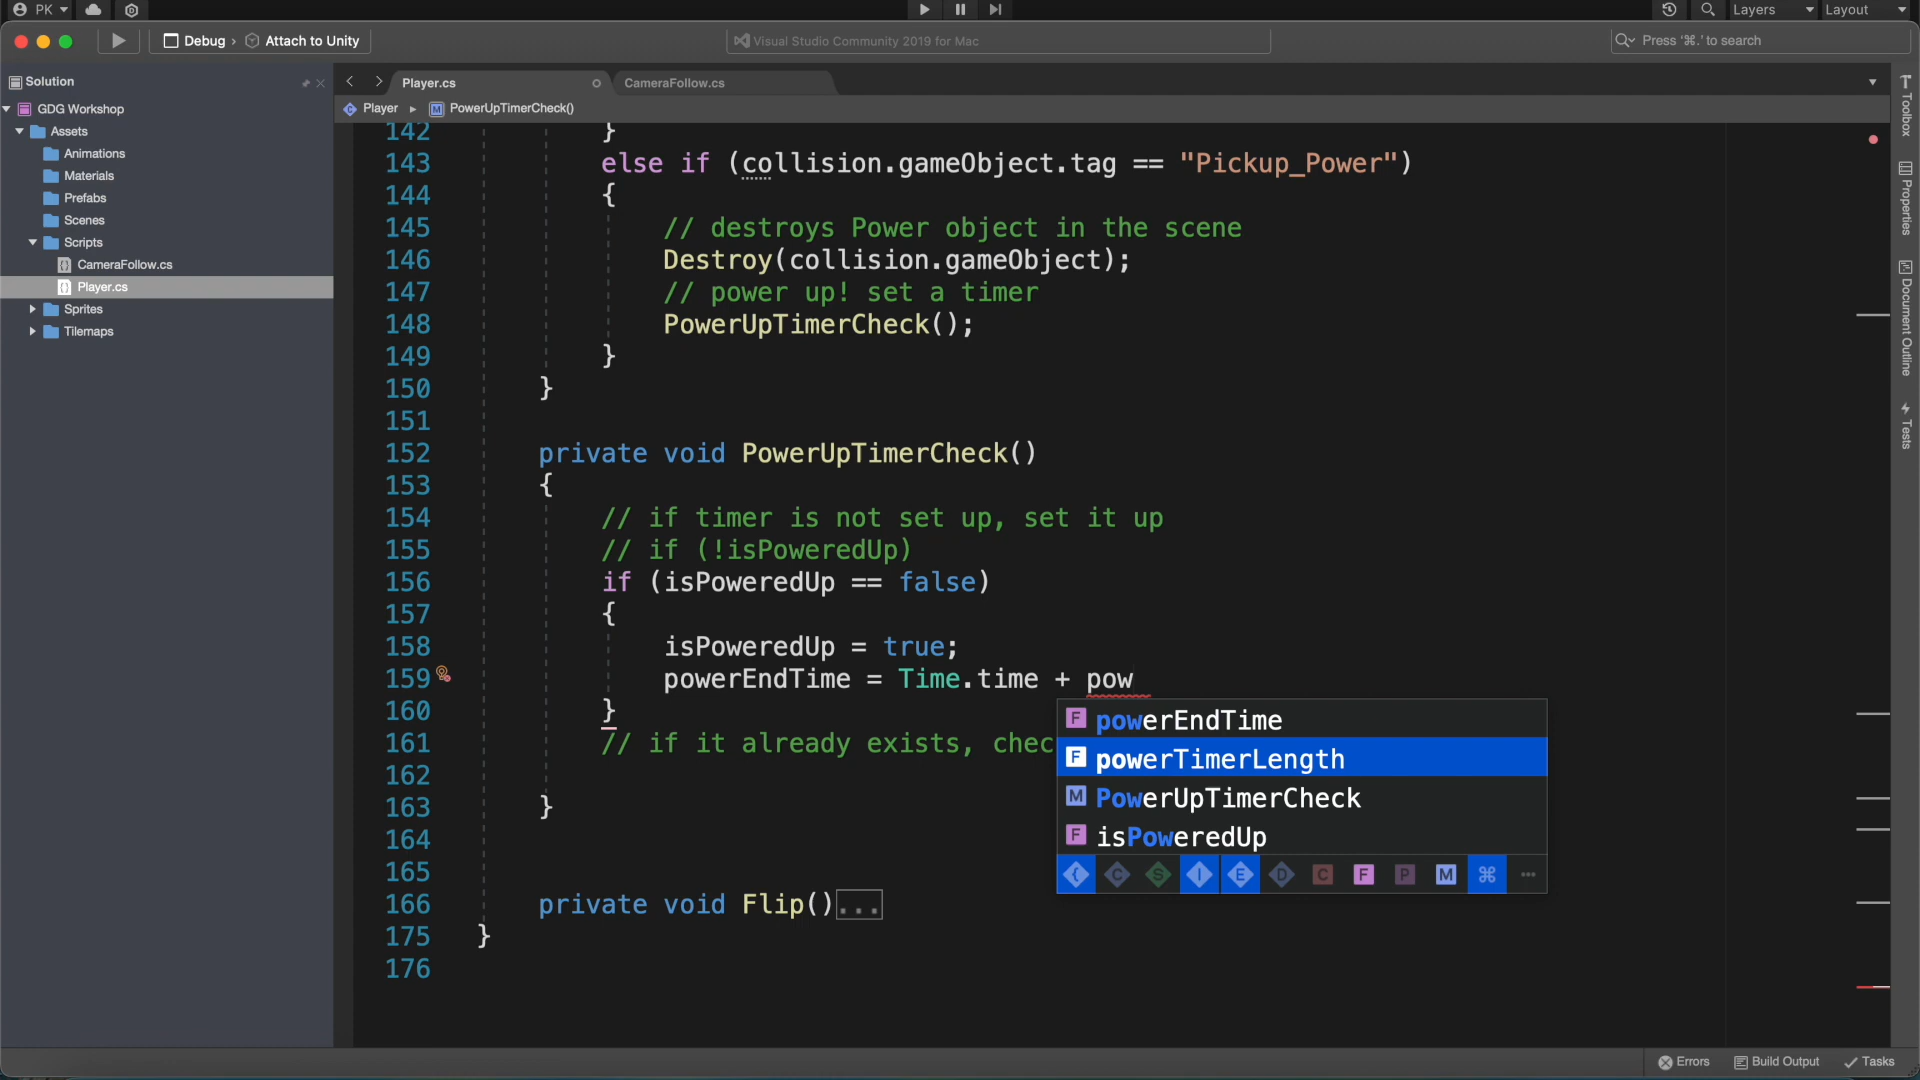 PK
Layers
Layout
Debug › Attach to Unity
Visual Studio Community 2019 for Mac
Press '⌘.' to search
Solution
GDG Workshop
Assets
Animations
Materials
Prefabs
Scenes
Scripts
CameraFollow.cs
Player.cs
Sprites
Tilemaps
Player.cs
CameraFollow.cs
Player ▸ M PowerUpTimerCheck()
142 }
143 else if (collision.gameObject.tag == "Pickup_Power")
144 {
145 // destroys Power object in the scene
146 Destroy(collision.gameObject);
147 // power up! set a timer
148 PowerUpTimerCheck();
149 }
150 }
151
152 private void PowerUpTimerCheck()
153 {
154 // if timer is not set up, set it up
155 // if (!isPoweredUp)
156 if (isPoweredUp == false)
157 {
158 isPoweredUp = true;
159 powerEndTime = Time.time + pow
160 }
161 // if it already exists, chec
162
163 }
164
165
166 private void Flip()...
175 }
176
F powerEndTime
F powerTimerLength
M PowerUpTimerCheck
F isPoweredUp
{ C S I E D C F P M ⌘ ...
Toolbox
Properties
Document Outline
Tests
Errors
Build Output
Tasks